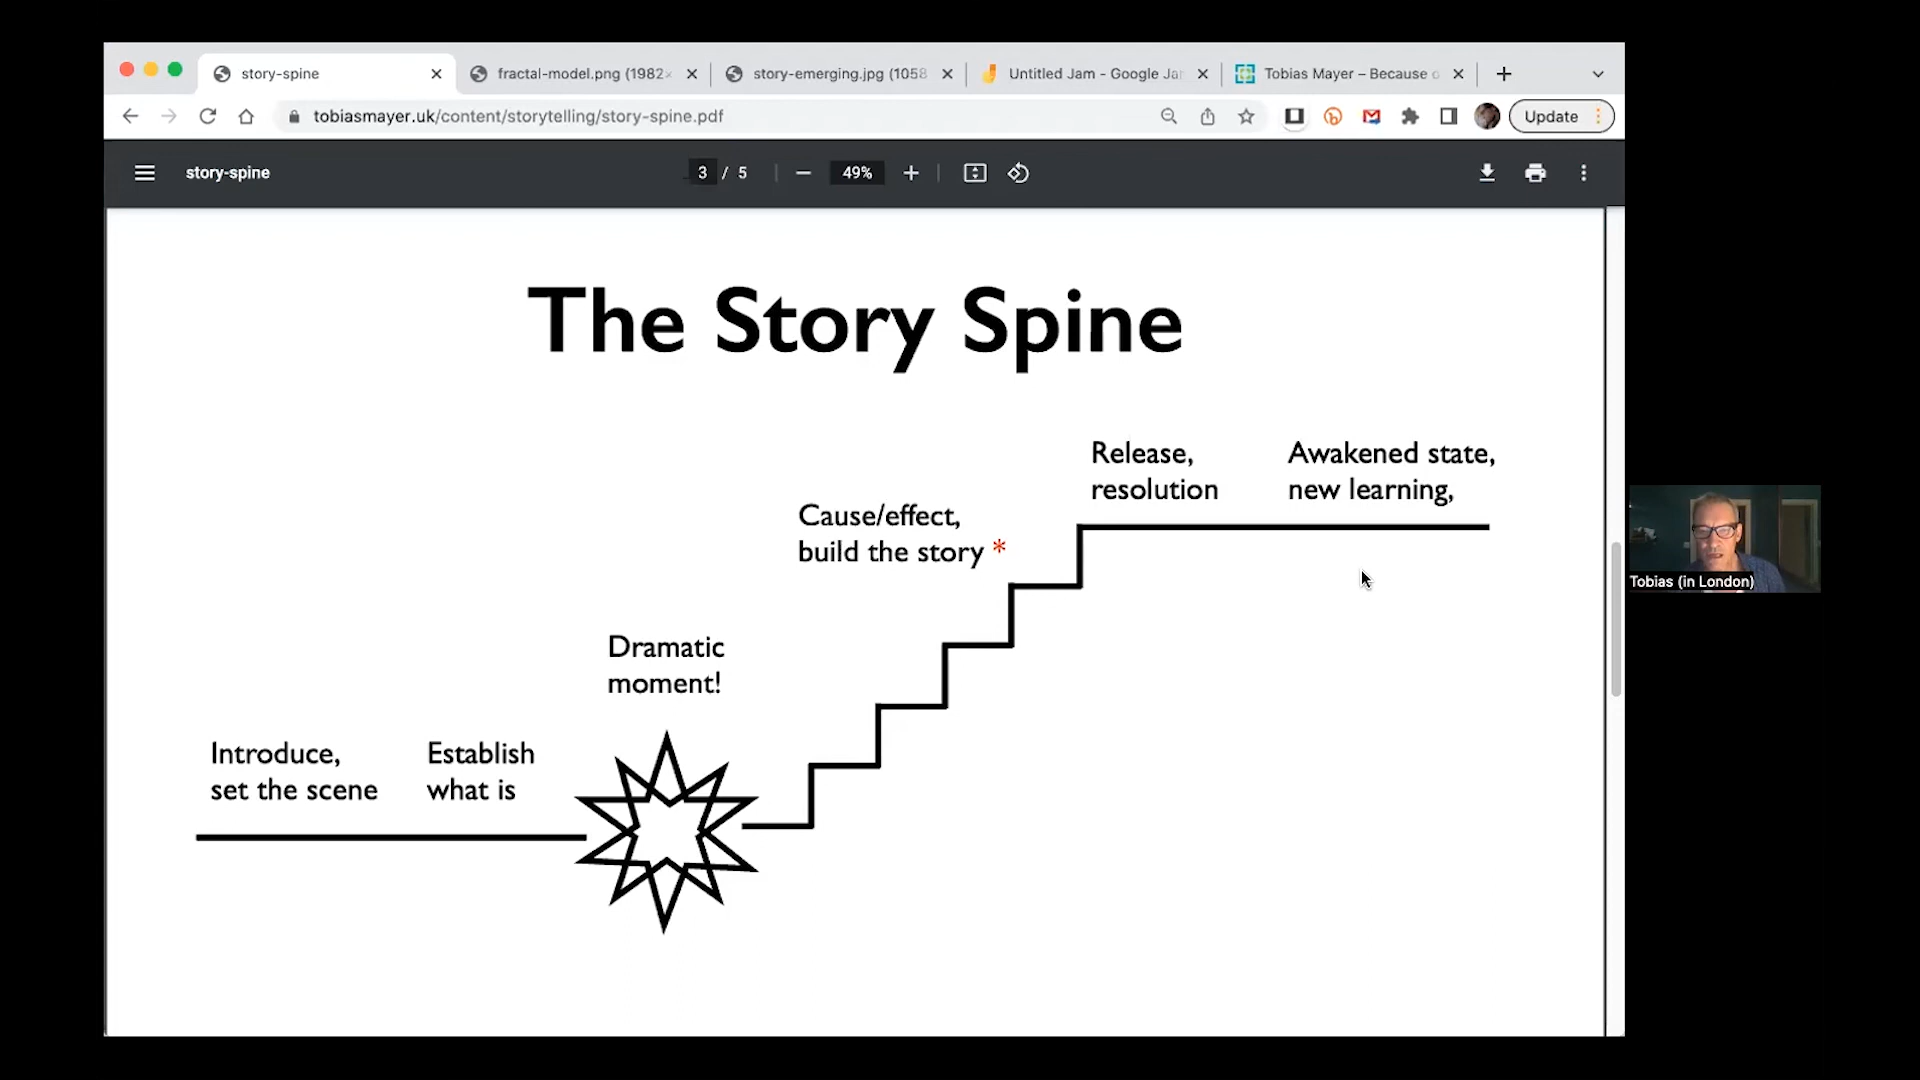 story-spine
fractal-model.png (1982×
story-emerging.jpg (1058
Untitled Jam - Google Ja
Tobias Mayer – Because o
tobiasmayer.uk/content/storytelling/story-spine.pdf
Update
story-spine
3 / 5
49%
The Story Spine
Release,
resolution
Awakened state,
new learning,
Cause/effect,
build the story *
Dramatic
moment!
Introduce,
set the scene
Establish
what is
Tobias (in London)